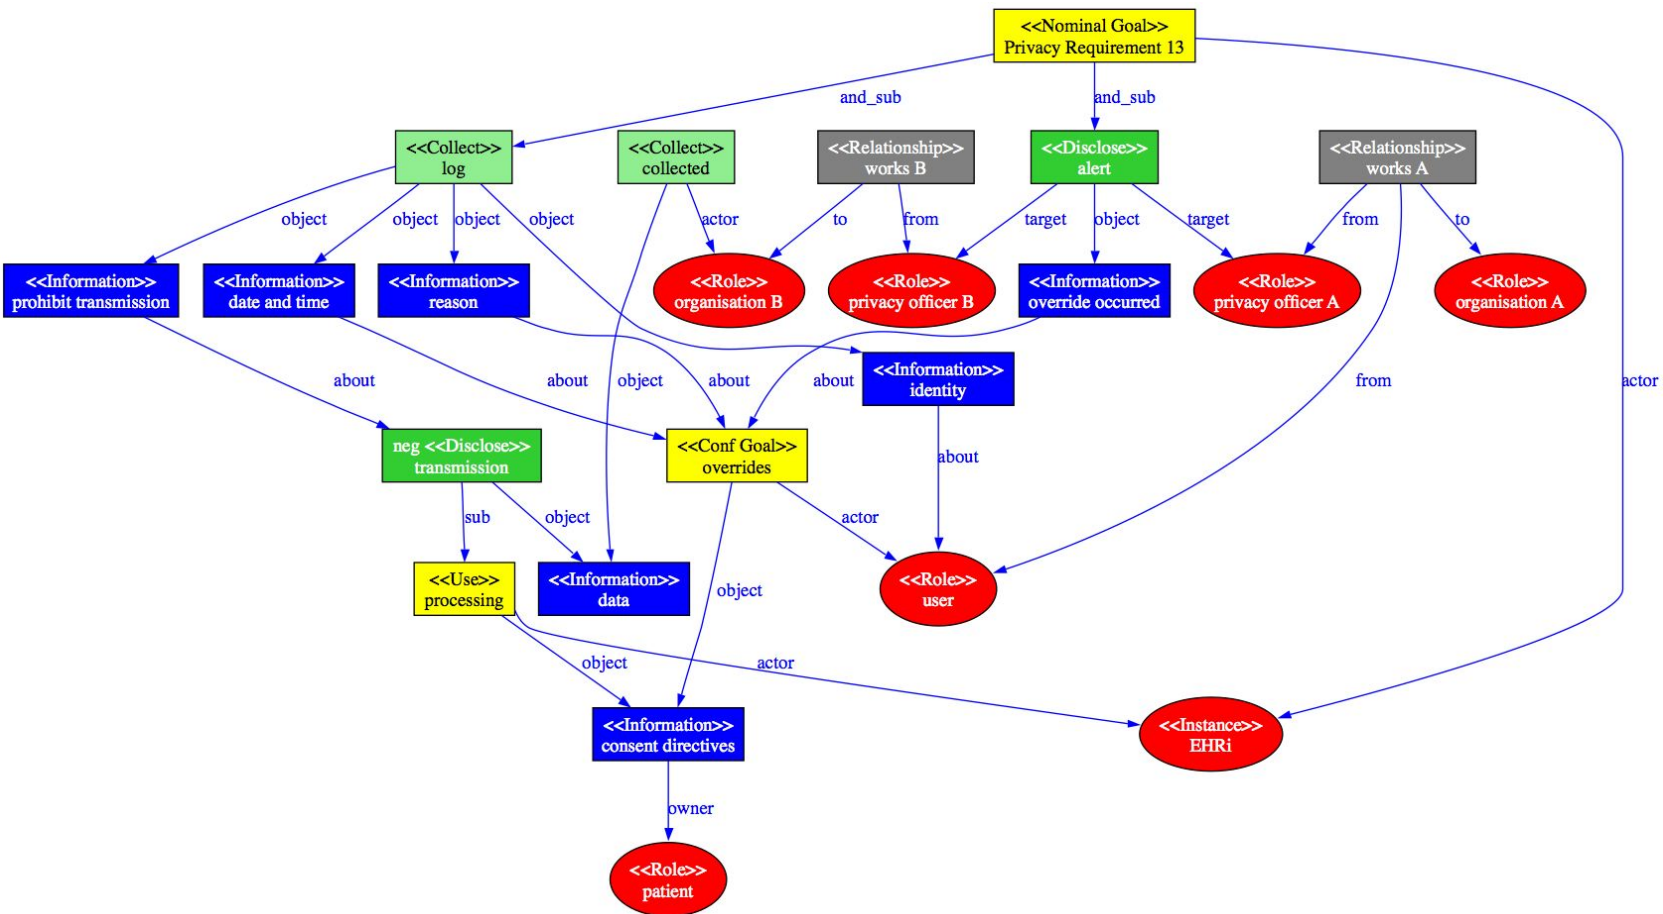 <<Nominal Goal>>
Privacy Requirement 13
and_sub
and_sub
<<Collect>>
log
<<Collect>>
collected
<<Relationship>>
works B
<<Disclose>>
alert
<<Relationship>>
works A
object
object
object
object
actor
to
from
target
object
target
from
to
<<Information>>
prohibit transmission
<<Information>>
date and time
<<Information>>
reason
<<Role>>
organisation B
<<Role>>
privacy officer B
<<Information>>
override occurred
<<Role>>
privacy officer A
<<Role>>
organisation A
about
about
object
about
about
<<Information>>
identity
from
actor
neg <<Disclose>>
transmission
<<Conf Goal>>
overrides
about
sub
object
actor
<<Use>>
processing
<<Information>>
data
object
<<Role>>
user
object
actor
<<Information>>
consent directives
<<Instance>>
EHRi
owner
<<Role>>
patient